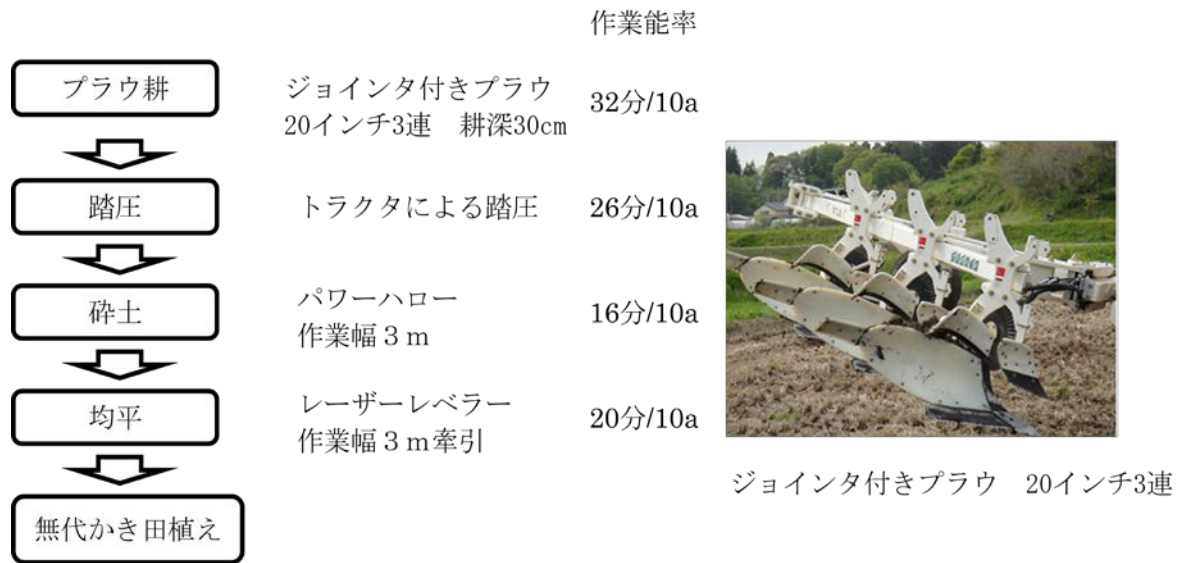 作業能率
プラウ耕
ジョインタ付きプラウ
20インチ3連　耕深30cm
32分/10a
踏圧
トラクタによる踏圧
26分/10a
砕土
パワーハロー
作業幅３ｍ
16分/10a
均平
レーザーレベラー
作業幅３ｍ牽引
20分/10a
無代かき田植え
ジョインタ付きプラウ　20インチ3連